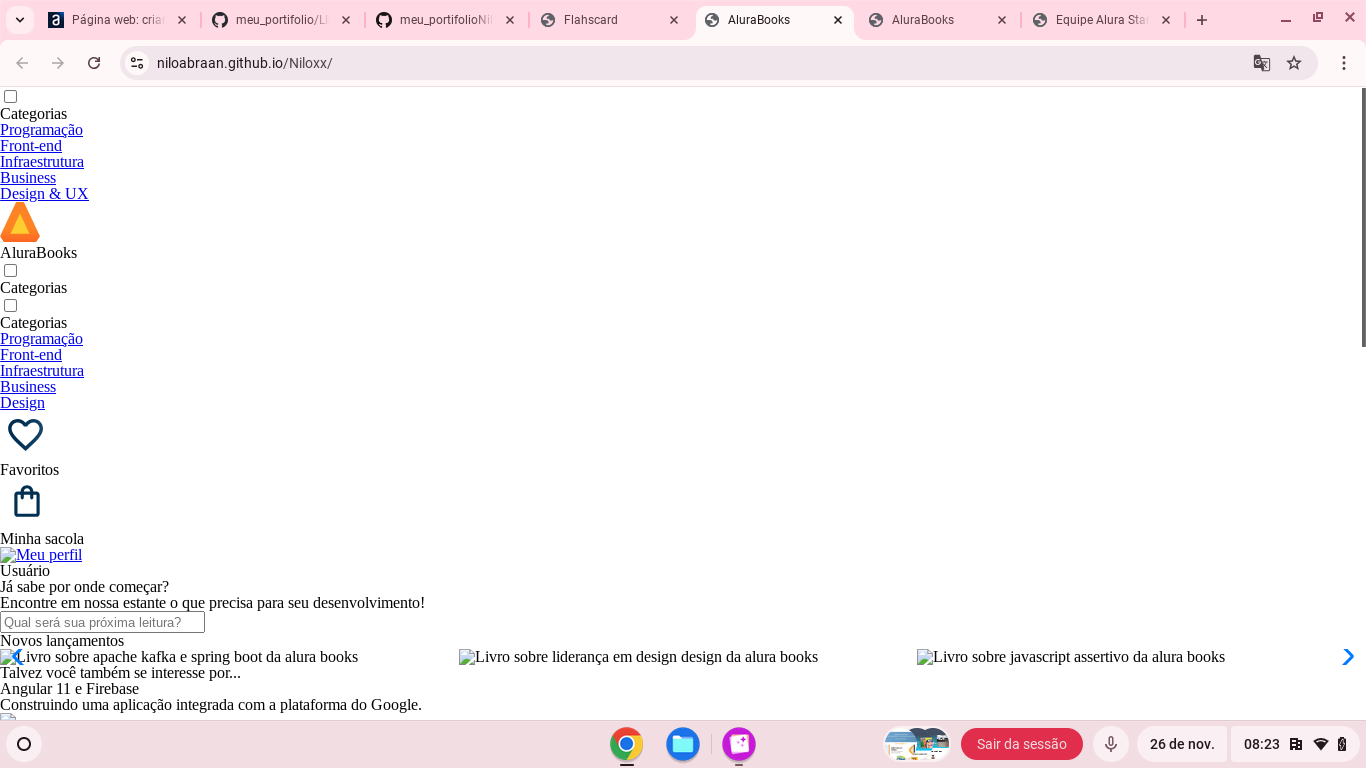 Página web: cria
meu_portifolio/LI
meu_portifolioNil
Flahscard
AluraBooks
AluraBooks
Equipe Alura Star
niloabraan.github.io/Niloxx/
Categorias
Programação
Front-end
Infraestrutura
Business
Design & UX
AluraBooks
Categorias
Categorias
Programação
Front-end
Infraestrutura
Business
Design
Favoritos
Minha sacola
Meu perfil
Usuário
Já sabe por onde começar?
Encontre em nossa estante o que precisa para seu desenvolvimento!
Qual será sua próxima leitura?
Novos lançamentos
Livro sobre apache kafka e spring boot da alura books
Livro sobre liderança em design design da alura books
Livro sobre javascript assertivo da alura books
Talvez você também se interesse por...
Angular 11 e Firebase
Construindo uma aplicação integrada com a plataforma do Google.
Sair da sessão
26 de nov.
08:23